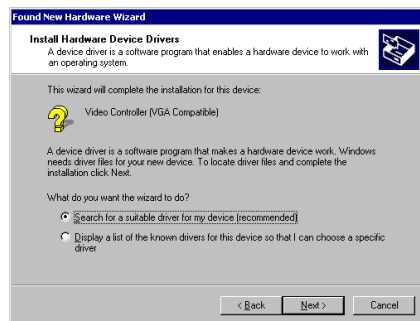 Found New Hardware Wizard
Install Hardware Device Drivers
A device driver is a software program that enables a hardware device to work with
an operating system.
This wizard will complete the installation for this device:
Video Controller (VGA Compatible)
A device driver is a software program that makes a hardware device work. Windows
needs driver files for your new device. To locate driver files and complete the
installation click Next.
What do you want the wizard to do?
Search for a suitable driver for my device (recommended)
Display a list of the known drivers for this device so that I can choose a specific
driver
< Back Next > Cancel